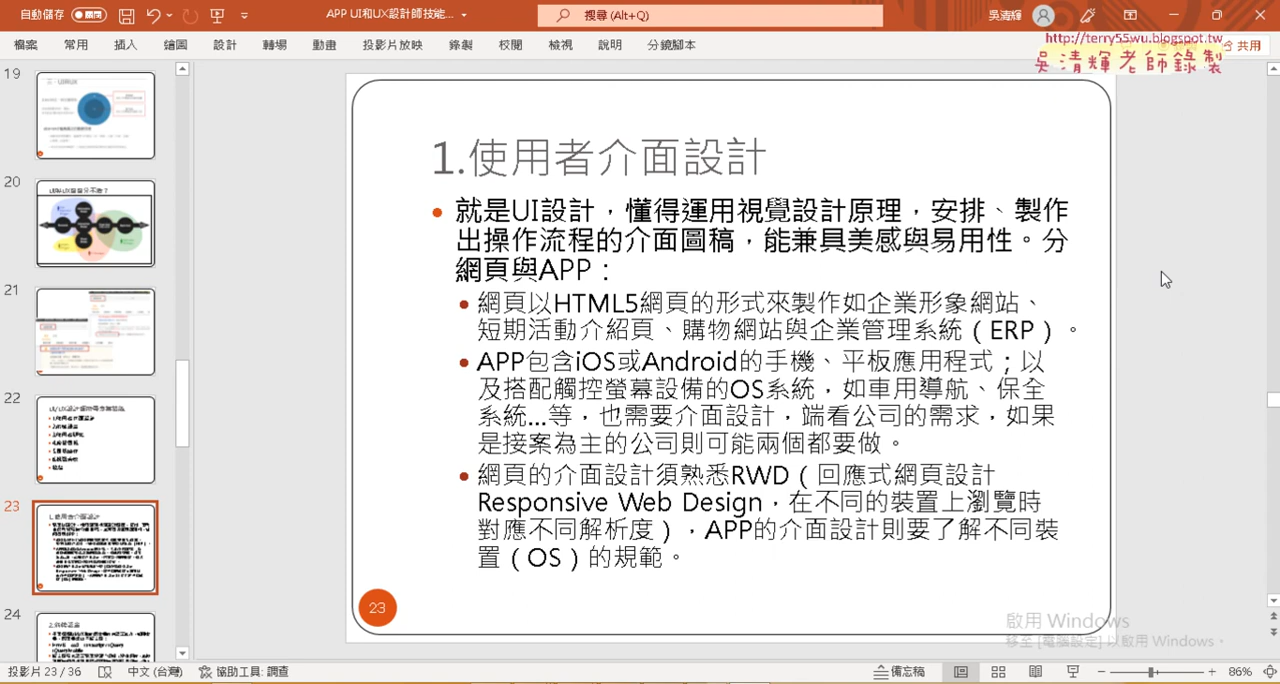 自動儲存
關閉
APP UI和UX設計師技能...
搜尋 (Alt+Q)
吳清輝
檔案 常用 插入 繪圖 設計 轉場 動畫 投影片放映 錄製 校閱 檢視 說明 分鏡腳本
共用
http://terry55wu.blogspot.tw
吳清輝老師錄製
19
20
21
22
23
24
1.使用者介面設計
就是UI設計，懂得運用視覺設計原理，安排、製作
出操作流程的介面圖稿，能兼具美感與易用性。分
網頁與APP：
網頁以HTML5網頁的形式來製作如企業形象網站、
短期活動介紹頁、購物網站與企業管理系統（ERP）。
APP包含iOS或Android的手機、平板應用程式；以
及搭配觸控螢幕設備的OS系統，如車用導航、保全
系統...等，也需要介面設計，端看公司的需求，如果
是接案為主的公司則可能兩個都要做。
網頁的介面設計須熟悉RWD（回應式網頁設計
Responsive Web Design，在不同的裝置上瀏覽時
對應不同解析度），APP的介面設計則要了解不同裝
置（OS）的規範。
23
啟用 Windows
移至 [電腦設定] 以啟用 Windows。
投影片 23 / 36
中文 (台灣)
協助工具: 調查
備忘稿
86%